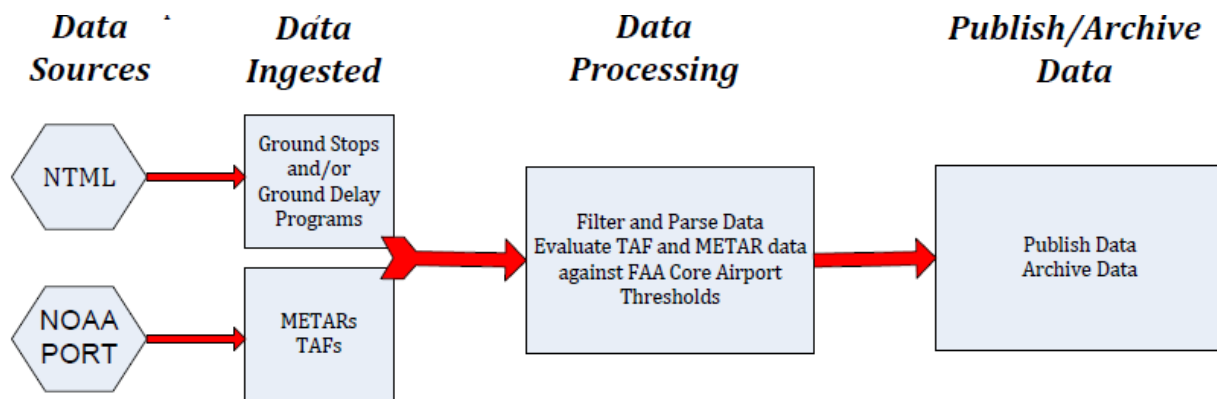 Data
Sources
Data
Ingested
Data
Processing
Publish/Archive
Data
NTML
Ground Stops
and/or
Ground Delay
Programs
Filter and Parse Data
Evaluate TAF and METAR data
against FAA Core Airport
Thresholds
Publish Data
Archive Data
NOAA
PORT
METARs
TAFs